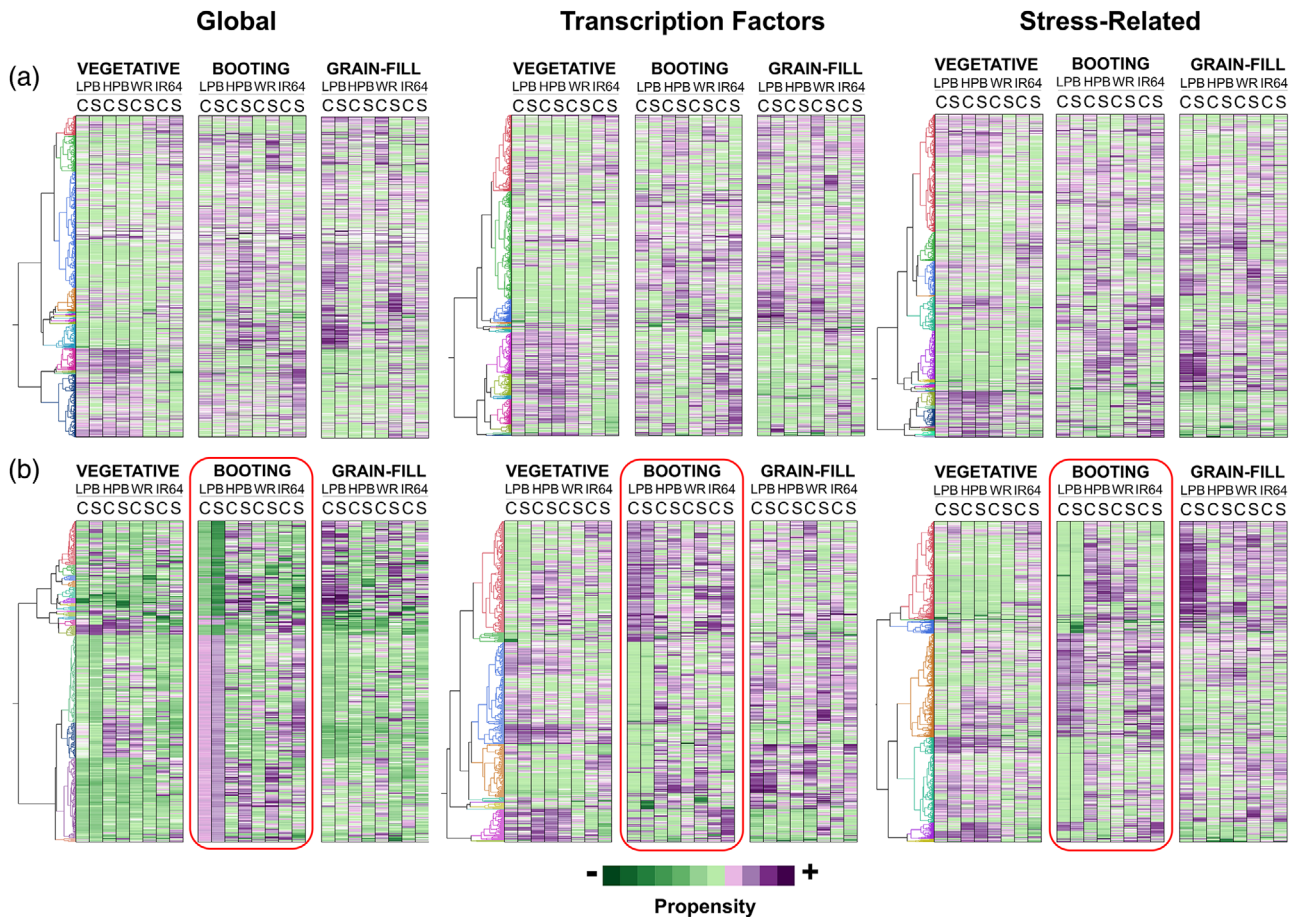 Global Transcription Factors Stress-Related
(a)
VEGETATIVE BOOTING GRAIN-FILL
LPB HPB WR IR64 LPB HPB WR IR64 LPB HPB WR IR64
C S C S C S C S C S C S C S C S C S C S C S C S
VEGETATIVE BOOTING GRAIN-FILL
LPB HPB WR IR64 LPB HPB WR IR64 LPB HPB WR IR64
C S C S C S C S C S C S C S C S C S C S C S C S
VEGETATIVE BOOTING GRAIN-FILL
LPB HPB WR IR64 LPB HPB WR IR64 LPB HPB WR IR64
C S C S C S C S C S C S C S C S C S C S C S C S
(b)
VEGETATIVE BOOTING GRAIN-FILL
LPB HPB WR IR64 LPB HPB WR IR64 LPB HPB WR IR64
C S C S C S C S C S C S C S C S C S C S C S C S
VEGETATIVE BOOTING GRAIN-FILL
LPB HPB WR IR64 LPB HPB WR IR64 LPB HPB WR IR64
C S C S C S C S C S C S C S C S C S C S C S C S
VEGETATIVE BOOTING GRAIN-FILL
LPB HPB WR IR64 LPB HPB WR IR64 LPB HPB WR IR64
C S C S C S C S C S C S C S C S C S C S C S C S
- +
Propensity